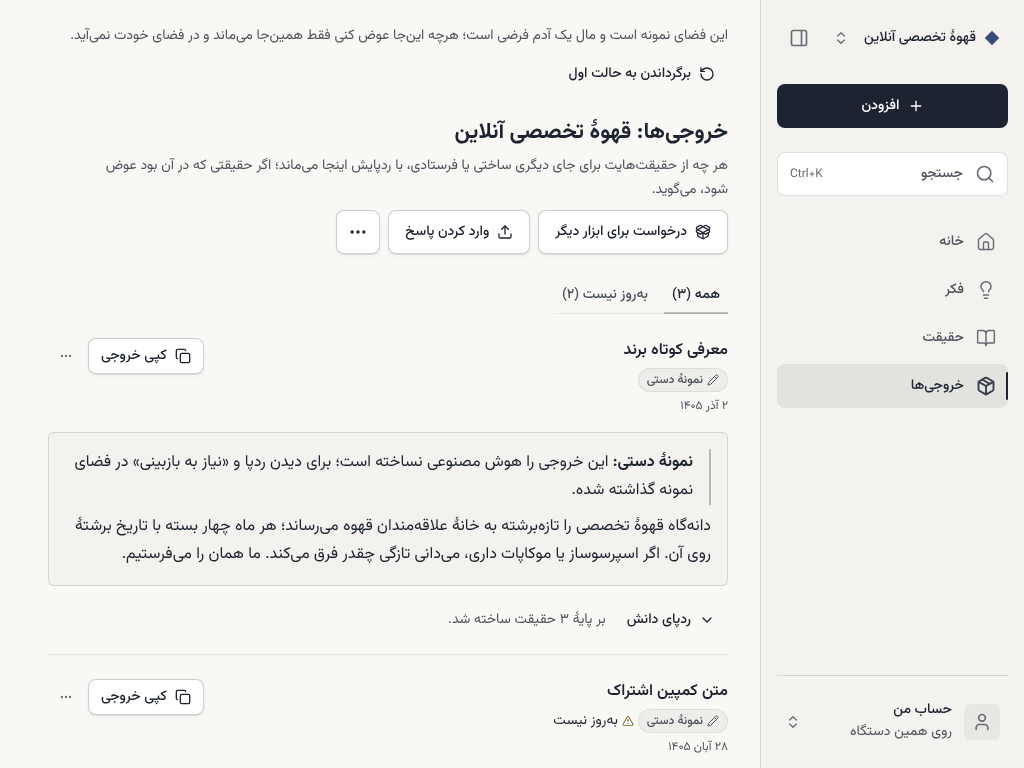 قهوهٔ تخصصی آنلاین
افزودن
جستجو
Ctrl+K
خانه
فکر
حقیقت
خروجی‌ها
حساب من
روی همین دستگاه
این فضای نمونه است و مال یک آدم فرضی است؛ هرچه این‌جا عوض کنی فقط همین‌جا می‌ماند و در فضای خودت نمی‌آید.
برگرداندن به حالت اول
خروجی‌ها: قهوهٔ تخصصی آنلاین
هر چه از حقیقت‌هایت برای جای دیگری ساختی یا فرستادی، با ردپایش اینجا می‌ماند؛ اگر حقیقتی که در آن بود عوض
شود، می‌گوید.
درخواست برای ابزار دیگر
وارد کردن پاسخ
همه (۳)
به‌روز نیست (۲)
معرفی کوتاه برند
کپی خروجی
نمونهٔ دستی
۲ آذر ۱۴۰۵
نمونهٔ دستی: این خروجی را هوش مصنوعی نساخته است؛ برای دیدن ردپا و «نیاز به بازبینی» در فضای
نمونه گذاشته شده.
دانه‌گاه قهوهٔ تخصصی را تازه‌برشته به خانهٔ علاقه‌مندان قهوه می‌رساند؛ هر ماه چهار بسته با تاریخ برشتهٔ
روی آن. اگر اسپرسوساز یا موکاپات داری، می‌دانی تازگی چقدر فرق می‌کند. ما همان را می‌فرستیم.
ردپای دانش
بر پایهٔ ۳ حقیقت ساخته شد.
متن کمپین اشتراک
کپی خروجی
نمونهٔ دستی
به‌روز نیست
۲۸ آبان ۱۴۰۵